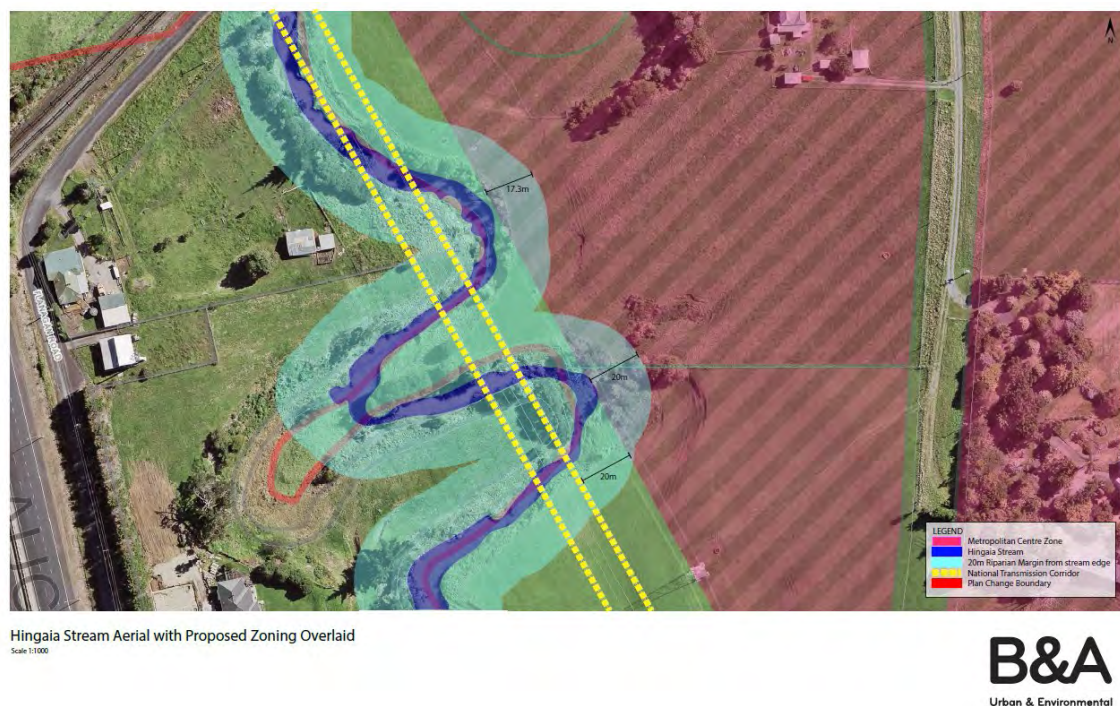 N
17.3m
20m
20m
LEGEND
Metropolitan Centre Zone
Hingaia Stream
20m Riparian Margin from stream edge
National Transmission Corridor
Plan Change Boundary
Hingaia Stream Aerial with Proposed Zoning Overlaid
Scale 1:1000
B&A
Urban & Environmental